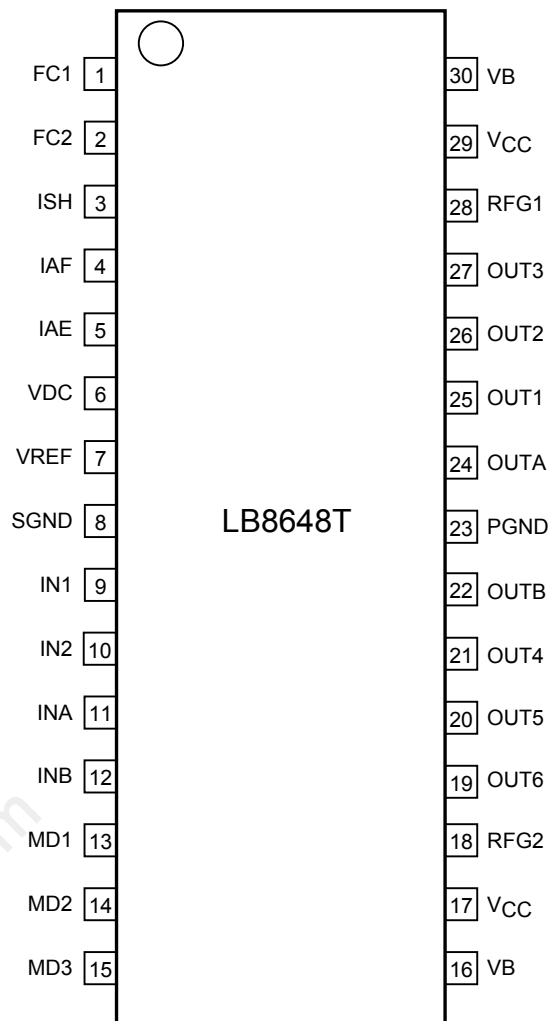 FC1 1 30 VB
FC2 2 29 VCC
ISH 3 28 RFG1
IAF 4 27 OUT3
IAE 5 26 OUT2
VDC 6 25 OUT1
VREF 7 24 OUTA
SGND 8 LB8648T 23 PGND
IN1 9 22 OUTB
IN2 10 21 OUT4
INA 11 20 OUT5
INB 12 19 OUT6
MD1 13 18 RFG2
MD2 14 17 VCC
MD3 15 16 VB